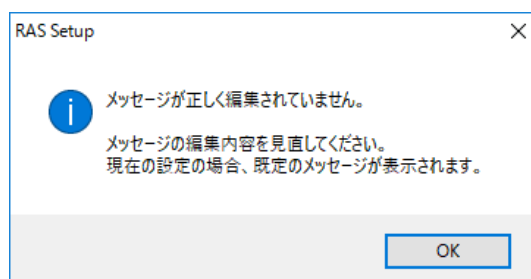 RAS Setup
メッセージが正しく編集されていません。
メッセージの編集内容を見直してください。
現在の設定の場合、既定のメッセージが表示されます。
OK